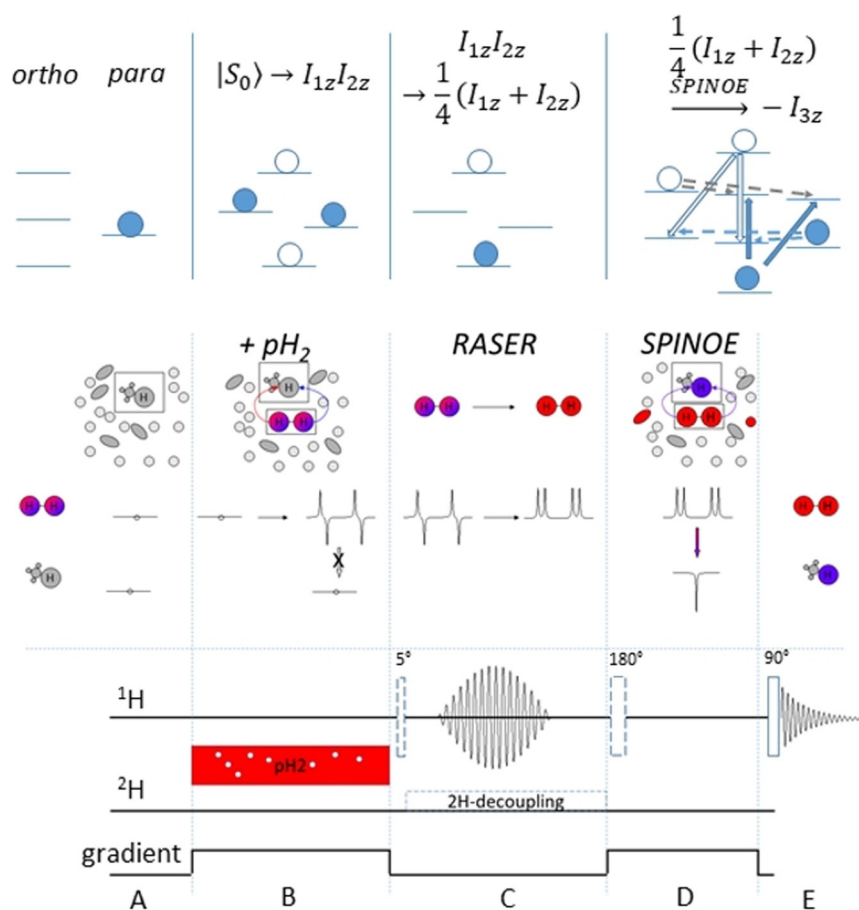 ortho para
|S₀⟩ → I₁zI₂z
I₁zI₂z
→ 1/4 (I₁z + I₂z)
1/4 (I₁z + I₂z)
SPINOE
⟶ − I₃z
+ pH₂ RASER SPINOE
H
H
H H
H H
H H
H
H H
H H
H H
X
H
H
5° 180° 90°
¹H
pH2
²H
2H-decoupling
gradient
A B C D E